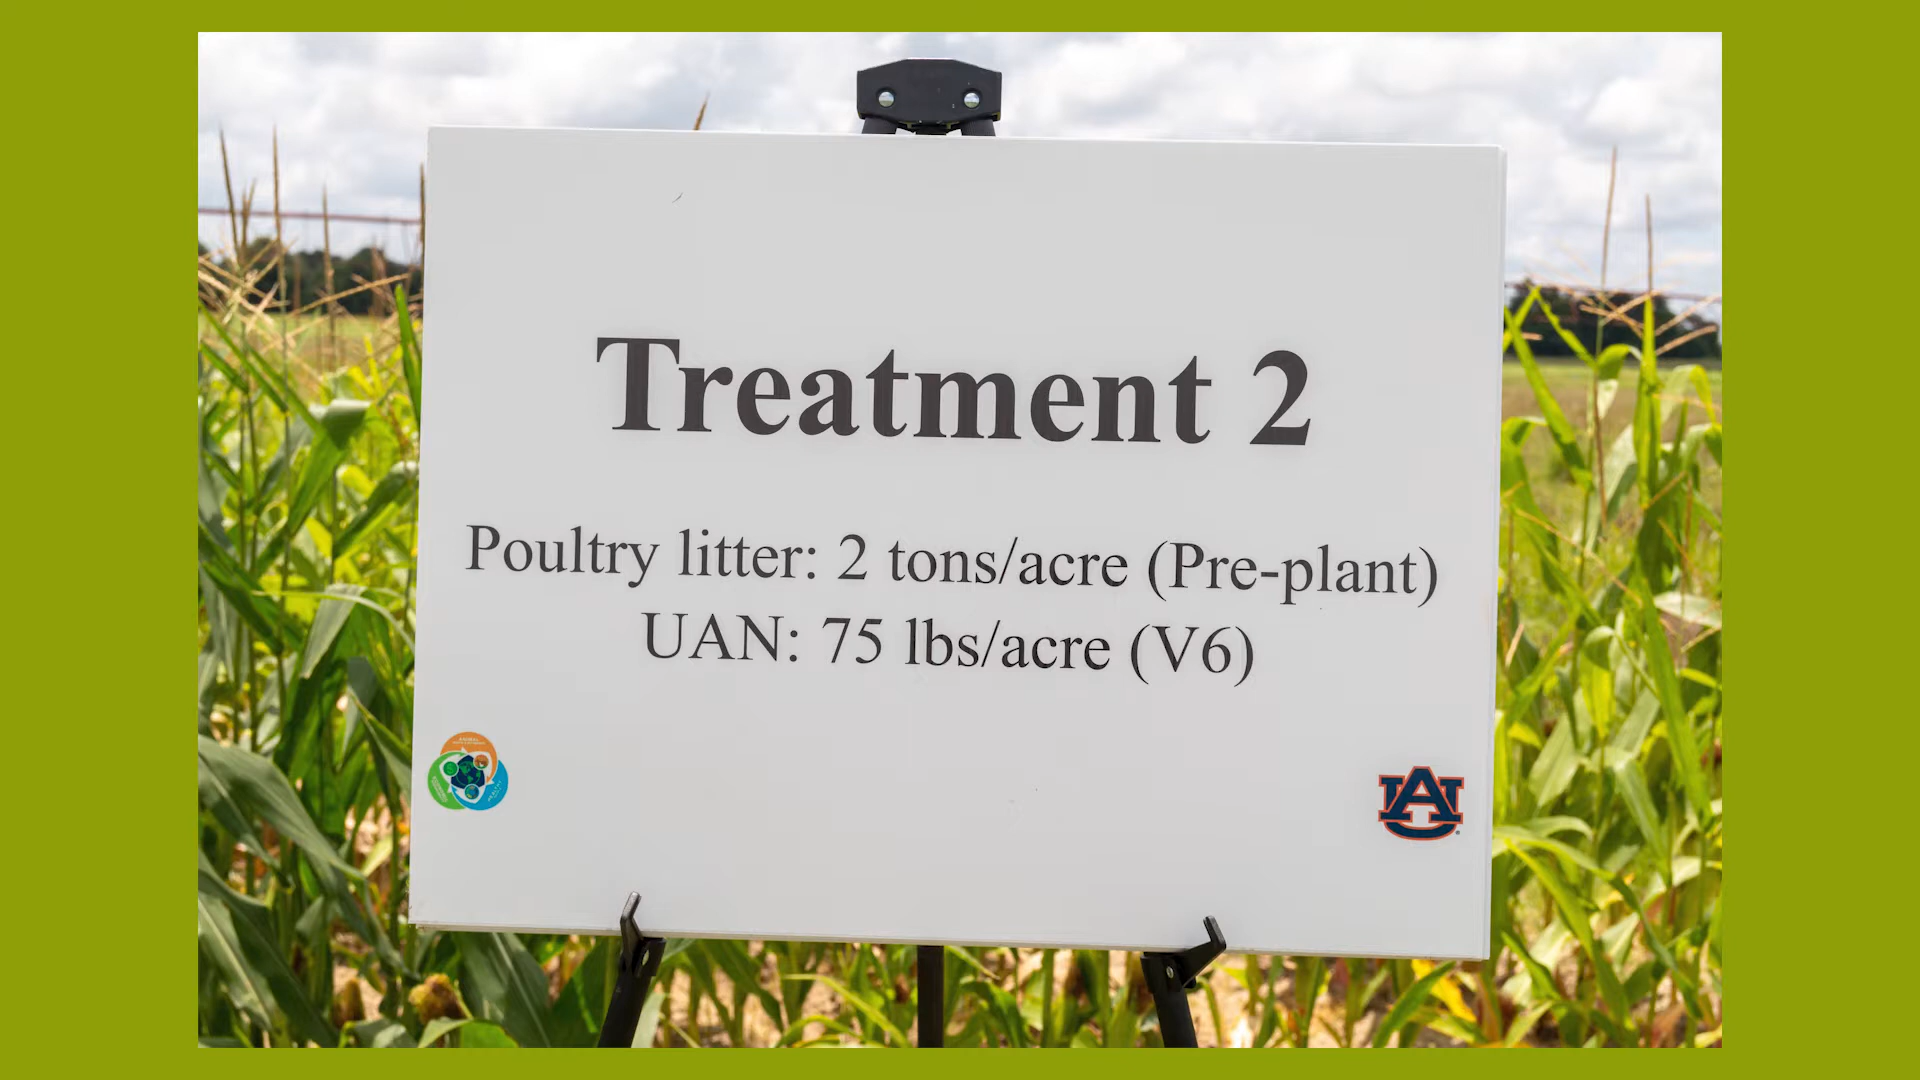 Treatment 2
Poultry litter: 2 tons/acre (Pre-plant)
UAN: 75 lbs/acre (V6)
AU